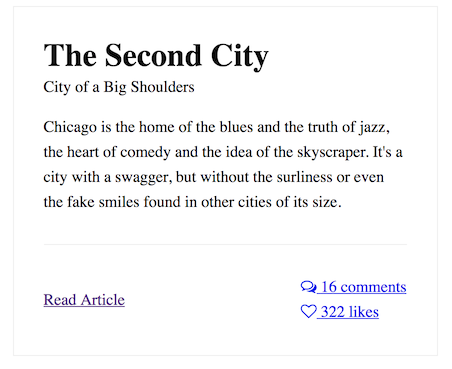 The Second City
City of a Big Shoulders
Chicago is the home of the blues and the truth of jazz,
the heart of comedy and the idea of the skyscraper. It's a
city with a swagger, but without the surliness or even
the fake smiles found in other cities of its size.
Read Article
16 comments
322 likes